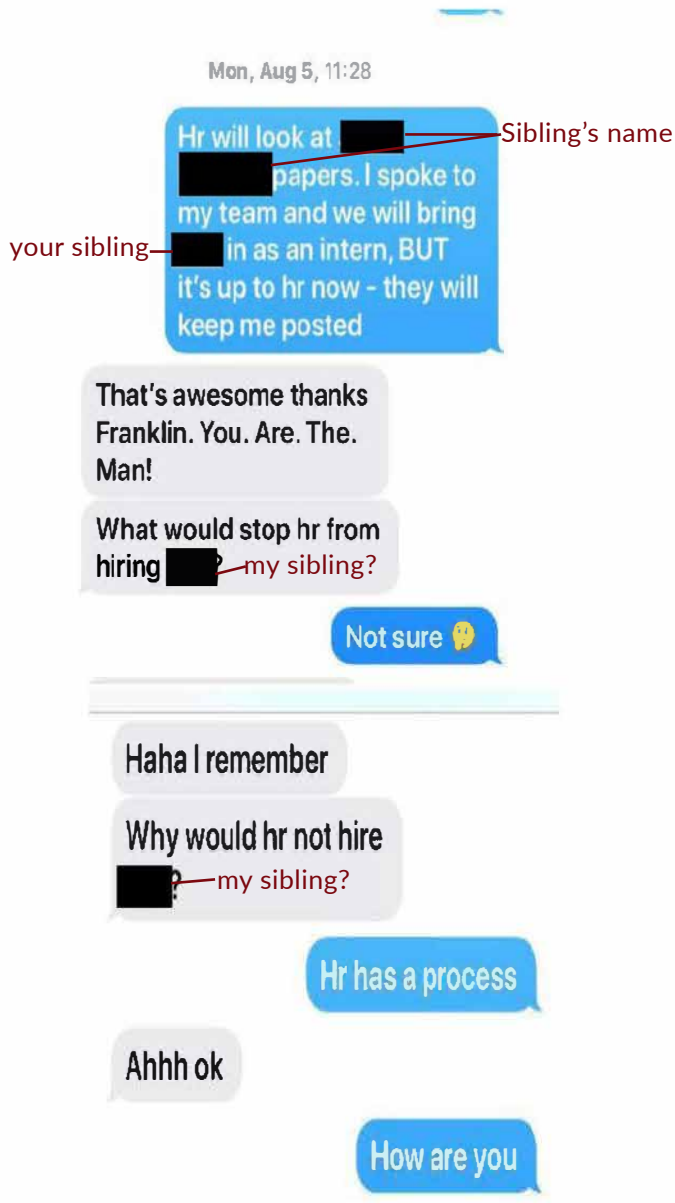 Mon, Aug 5, 11:28
Hr will look at
Sibling's name
papers. I spoke to
my team and we will bring
your sibling
in as an intern, BUT
it's up to hr now - they will
keep me posted
That's awesome thanks
Franklin. You. Are. The.
Man!
What would stop hr from
hiring ?
my sibling?
Not sure 🤔
Haha I remember
Why would hr not hire
?
my sibling?
Hr has a process
Ahhh ok
How are you